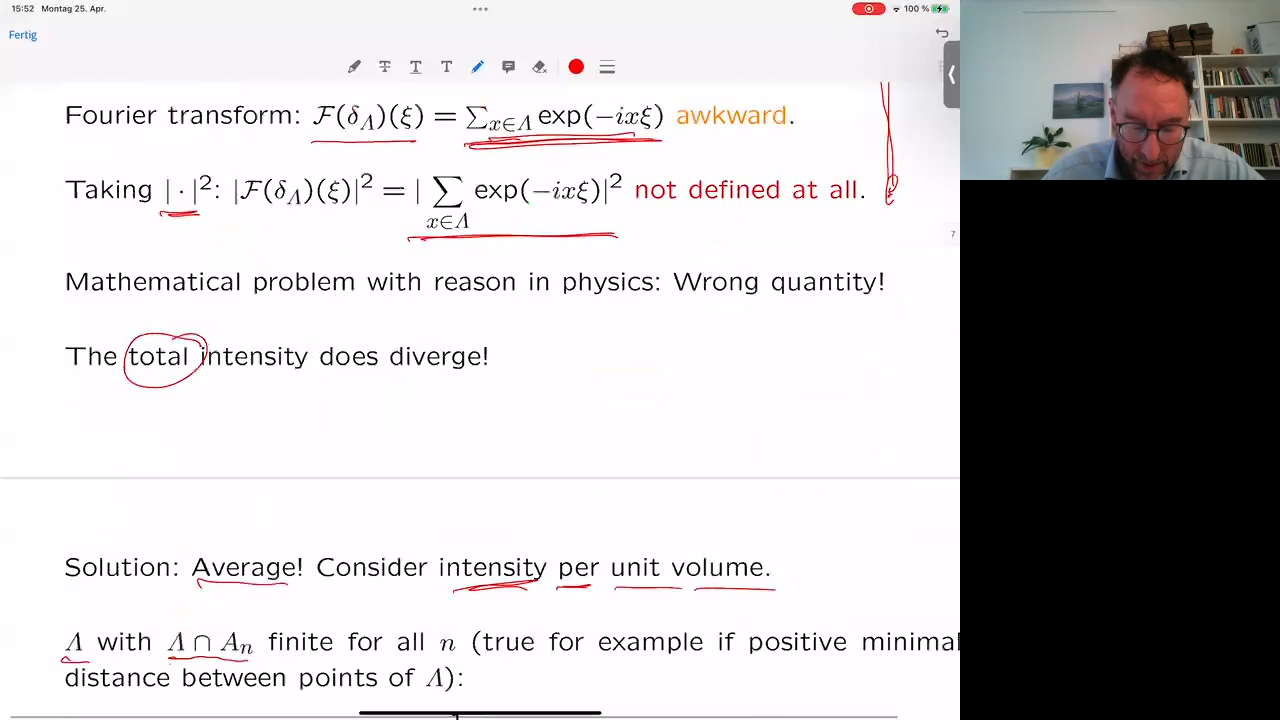 15:52 Montag 25. Apr.
100 %
Fertig
Fourier transform: F(δ_Λ)(ξ) = ∑_{x∈Λ} exp(−ixξ) awkward.
Taking | · |²: |F(δ_Λ)(ξ)|² = | ∑_{x∈Λ} exp(−ixξ)|² not defined at all.
7
Mathematical problem with reason in physics: Wrong quantity!
The total intensity does diverge!
Solution: Average! Consider intensity per unit volume.
Λ with Λ ∩ A_n finite for all n (true for example if positive minimal
distance between points of Λ):